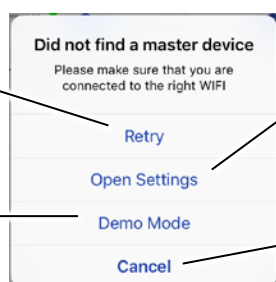 Did not find a master device
Please make sure that you are
connected to the right WIFI
Retry
Open Settings
Demo Mode
Cancel